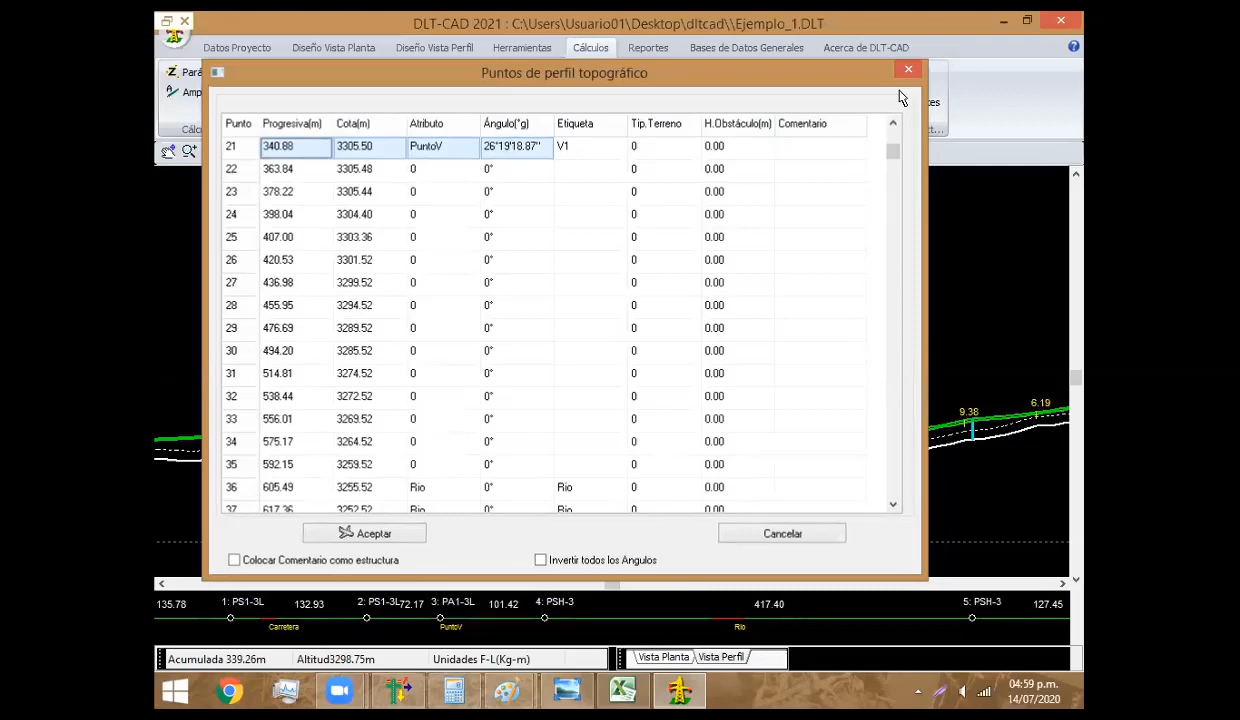 DLT-CAD 2021 : C:\Users\Usuario01\Desktop\dltcad\\Ejemplo_1.DLT
Datos Proyecto Diseño Vista Planta Diseño Vista Perfil Herramientas Cálculos Reportes Bases de Datos Generales Acerca de DLT-CAD
Puntos de perfil topográfico
Punto Progresiva(m) Cota(m) Atributo Ángulo(°g) Etiqueta Tip.Terreno H.Obstáculo(m) Comentario
21 340.88 3305.50 PuntoV 26°19'18.87" V1 0 0.00
22 363.84 3305.48 0 0° 0 0.00
23 378.22 3305.44 0 0° 0 0.00
24 398.04 3304.40 0 0° 0 0.00
25 407.00 3303.36 0 0° 0 0.00
26 420.53 3301.52 0 0° 0 0.00
27 436.98 3299.52 0 0° 0 0.00
28 455.95 3294.52 0 0° 0 0.00
29 476.69 3289.52 0 0° 0 0.00
30 494.20 3285.52 0 0° 0 0.00
31 514.81 3274.52 0 0° 0 0.00
32 538.44 3272.52 0 0° 0 0.00
33 556.01 3269.52 0 0° 0 0.00
34 575.17 3264.52 0 0° 0 0.00
35 592.15 3259.52 0 0° 0 0.00
36 605.49 3255.52 Rio 0° Rio 0 0.00
37 617.36 3252.52 Rio 0° Rio 0 0.00
Aceptar Cancelar
Colocar Comentario como estructura Invertir todos los Angulos
9.38 6.19
135.78 1: PS1-3L 132.93 2: PS1-3L 72.17 3: PA1-3L 101.42 4: PSH-3 417.40 5: PSH-3 127.45
Carretera PuntoV Rio
Acumulada 339.26m Altitud3298.75m Unidades F-L(Kg-m) Vista Planta Vista Perfil
04:59 p.m.
14/07/2020